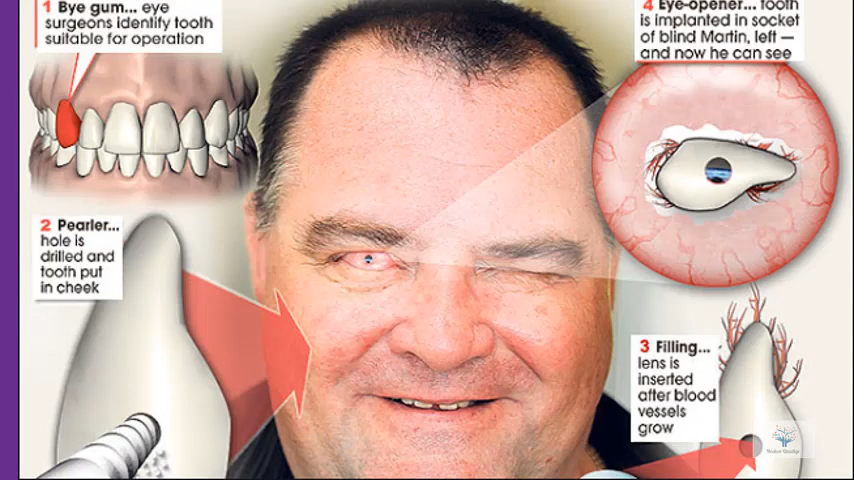 1 Bye gum... eye
surgeons identify tooth
suitable for operation
2 Pearler...
hole is
drilled and
tooth put
in cheek
4 Eye-opener... tooth
is implanted in socket
of blind Martin, left —
and now he can see
3 Filling...
lens is
inserted
after blood
vessels
grow